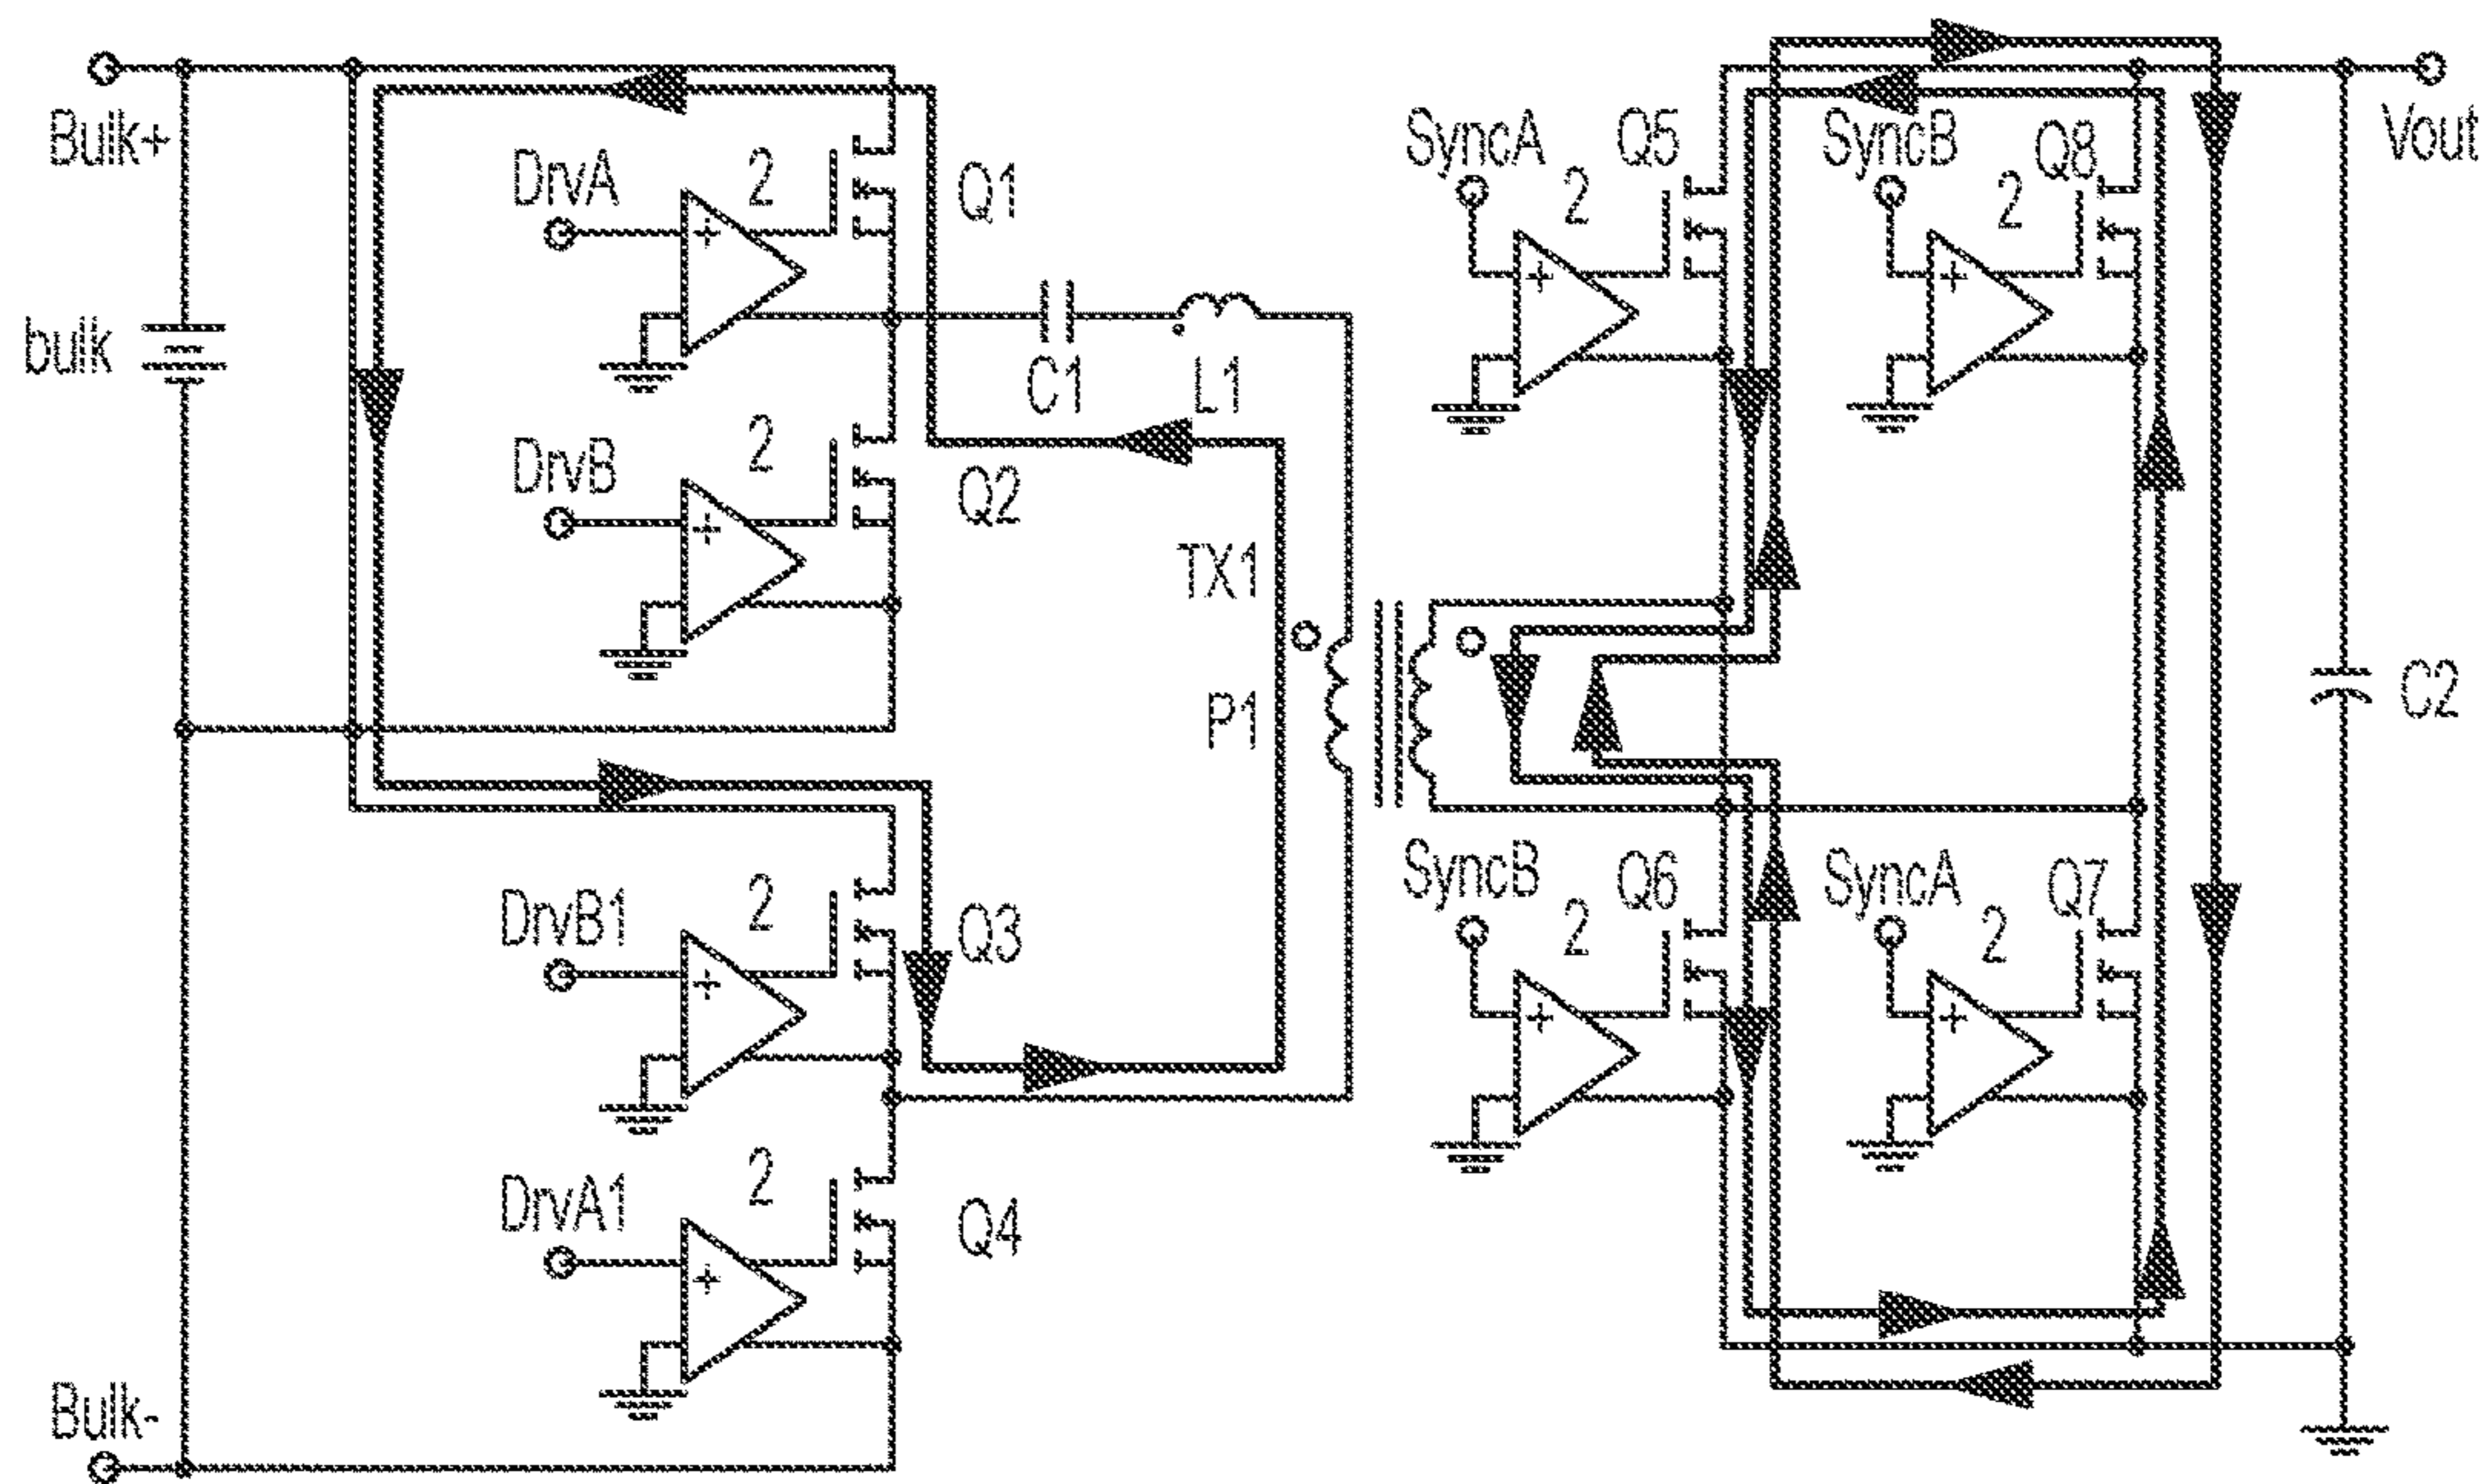 Bulk+
bulk
DrvA
2
Q1
DrvB
2
Q2
C1
L1
TX1
P1
DrvB1
2
Q3
DrvA1
2
Q4
Bulk-
SyncA
2
Q5
SyncB
2
Q8
Vout
C2
SyncB
2
Q6
SyncA
2
Q7